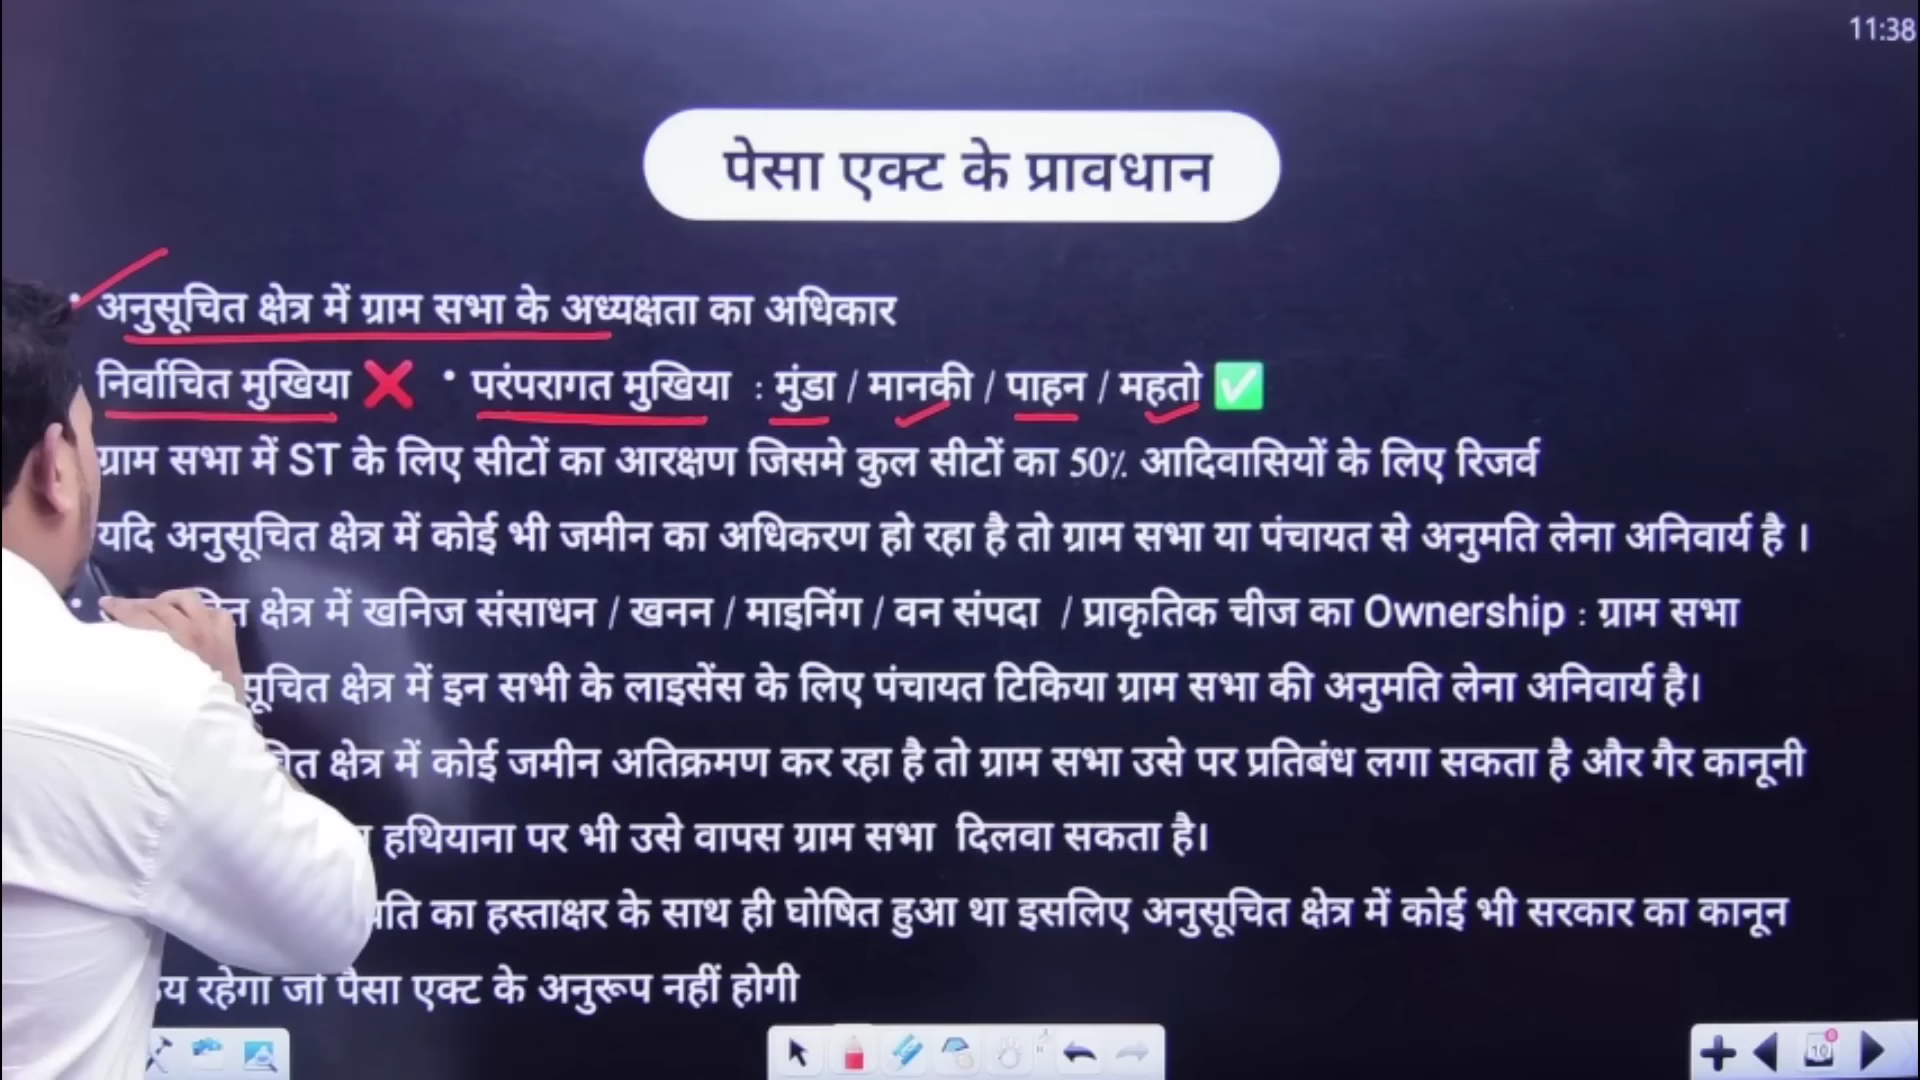 11:38
पेसा एक्ट के प्रावधान
अनुसूचित क्षेत्र में ग्राम सभा के अध्यक्षता का अधिकार
निर्वाचित मुखिया ❌ • परंपरागत मुखिया : मुंडा / मानकी / पाहन / महतो ✅
ग्राम सभा में ST के लिए सीटों का आरक्षण जिसमे कुल सीटों का 50% आदिवासियों के लिए रिजर्व
यदि अनुसूचित क्षेत्र में कोई भी जमीन का अधिकरण हो रहा है तो ग्राम सभा या पंचायत से अनुमति लेना अनिवार्य है ।
क्षेत्र में खनिज संसाधन / खनन / माइनिंग / वन संपदा / प्राकृतिक चीज का Ownership : ग्राम सभा
क्षेत्र में इन सभी के लाइसेंस के लिए पंचायत टिकिया ग्राम सभा की अनुमति लेना अनिवार्य है।
क्षेत्र में कोई जमीन अतिक्रमण कर रहा है तो ग्राम सभा उसे पर प्रतिबंध लगा सकता है और गैर कानूनी
हथियाना पर भी उसे वापस ग्राम सभा दिलवा सकता है।
का हस्ताक्षर के साथ ही घोषित हुआ था इसलिए अनुसूचित क्षेत्र में कोई भी सरकार का कानून
रहेगा जो पैसा एक्ट के अनुरूप नहीं होगी
10